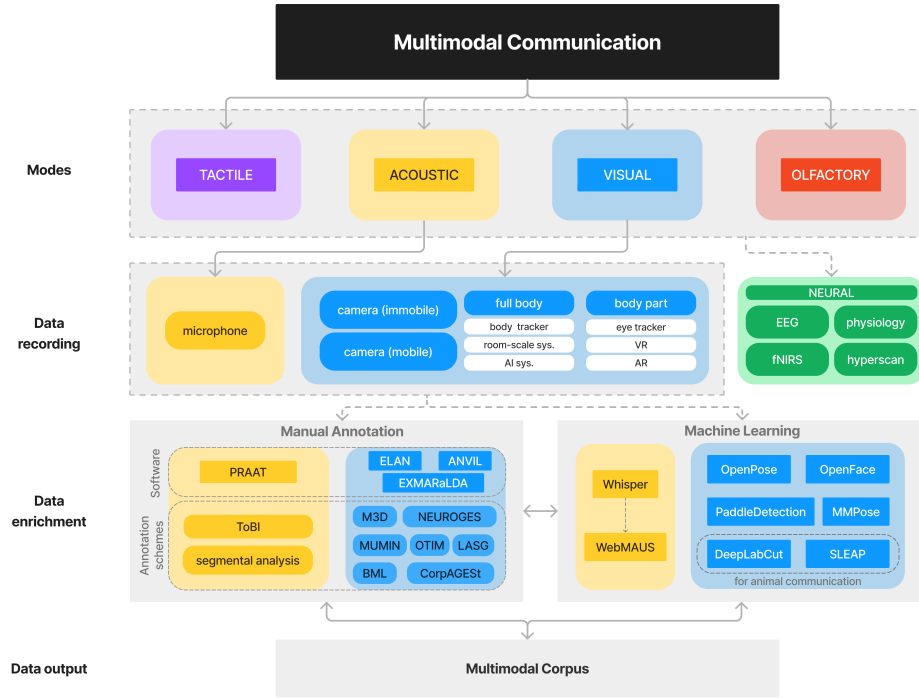 Multimodal Communication
Modes
TACTILE
ACOUSTIC
VISUAL
OLFACTORY
Data
recording
microphone
camera (immobile)
camera (mobile)
full body
body tracker
room-scale sys.
AI sys.
body part
eye tracker
VR
AR
NEURAL
EEG
physiology
fNIRS
hyperscan
Data
enrichment
Manual Annotation
Software
PRAAT
ELAN
ANVIL
EXMARaLDA
Annotation
schemes
ToBI
segmental analysis
M3D
NEUROGES
MUMIN
OTIM
LASG
BML
CorpAGESt
Machine Learning
Whisper
WebMAUS
OpenPose
OpenFace
PaddleDetection
MMPose
DeepLabCut
SLEAP
for animal communication
Data output
Multimodal Corpus